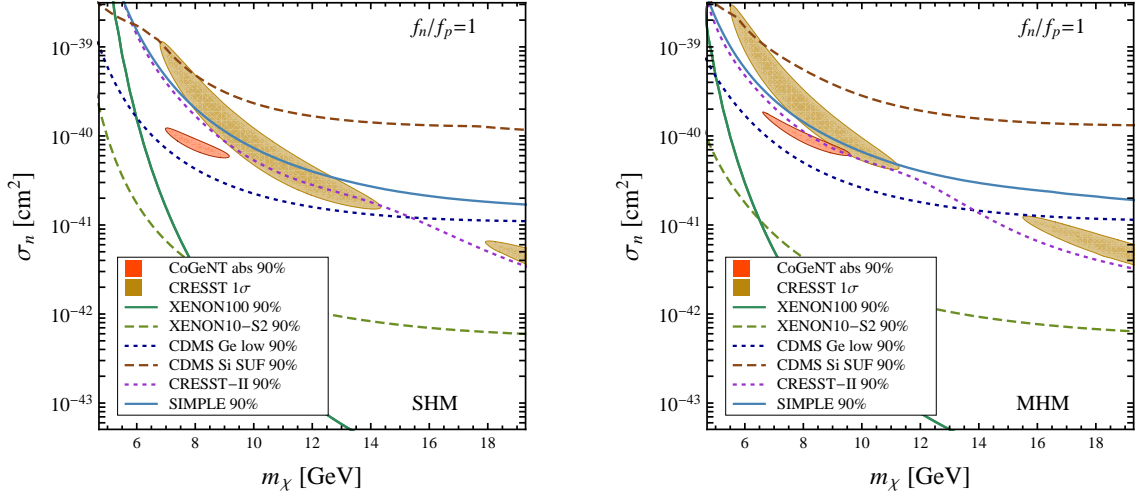 f_n/f_p=1
10^−39
10^−40
10^−41
10^−42
10^−43
σ_n [cm^2]
CoGeNT abs 90%
CRESST 1σ
XENON100 90%
XENON10−S2 90%
CDMS Ge low 90%
CDMS Si SUF 90%
CRESST−II 90%
SIMPLE 90%
SHM
6 8 10 12 14 16 18
m_χ [GeV]
f_n/f_p=1
10^−39
10^−40
10^−41
10^−42
10^−43
σ_n [cm^2]
CoGeNT abs 90%
CRESST 1σ
XENON100 90%
XENON10−S2 90%
CDMS Ge low 90%
CDMS Si SUF 90%
CRESST−II 90%
SIMPLE 90%
MHM
6 8 10 12 14 16 18
m_χ [GeV]